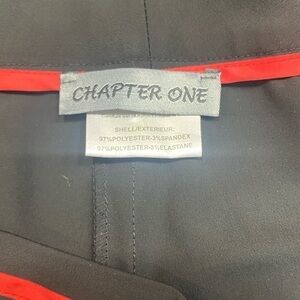 CHAPTER ONE
SHELL/EXTERIEUR:
97%POLYESTER-3%SPANDEX
97%POLYESTER-3%ELASTANE